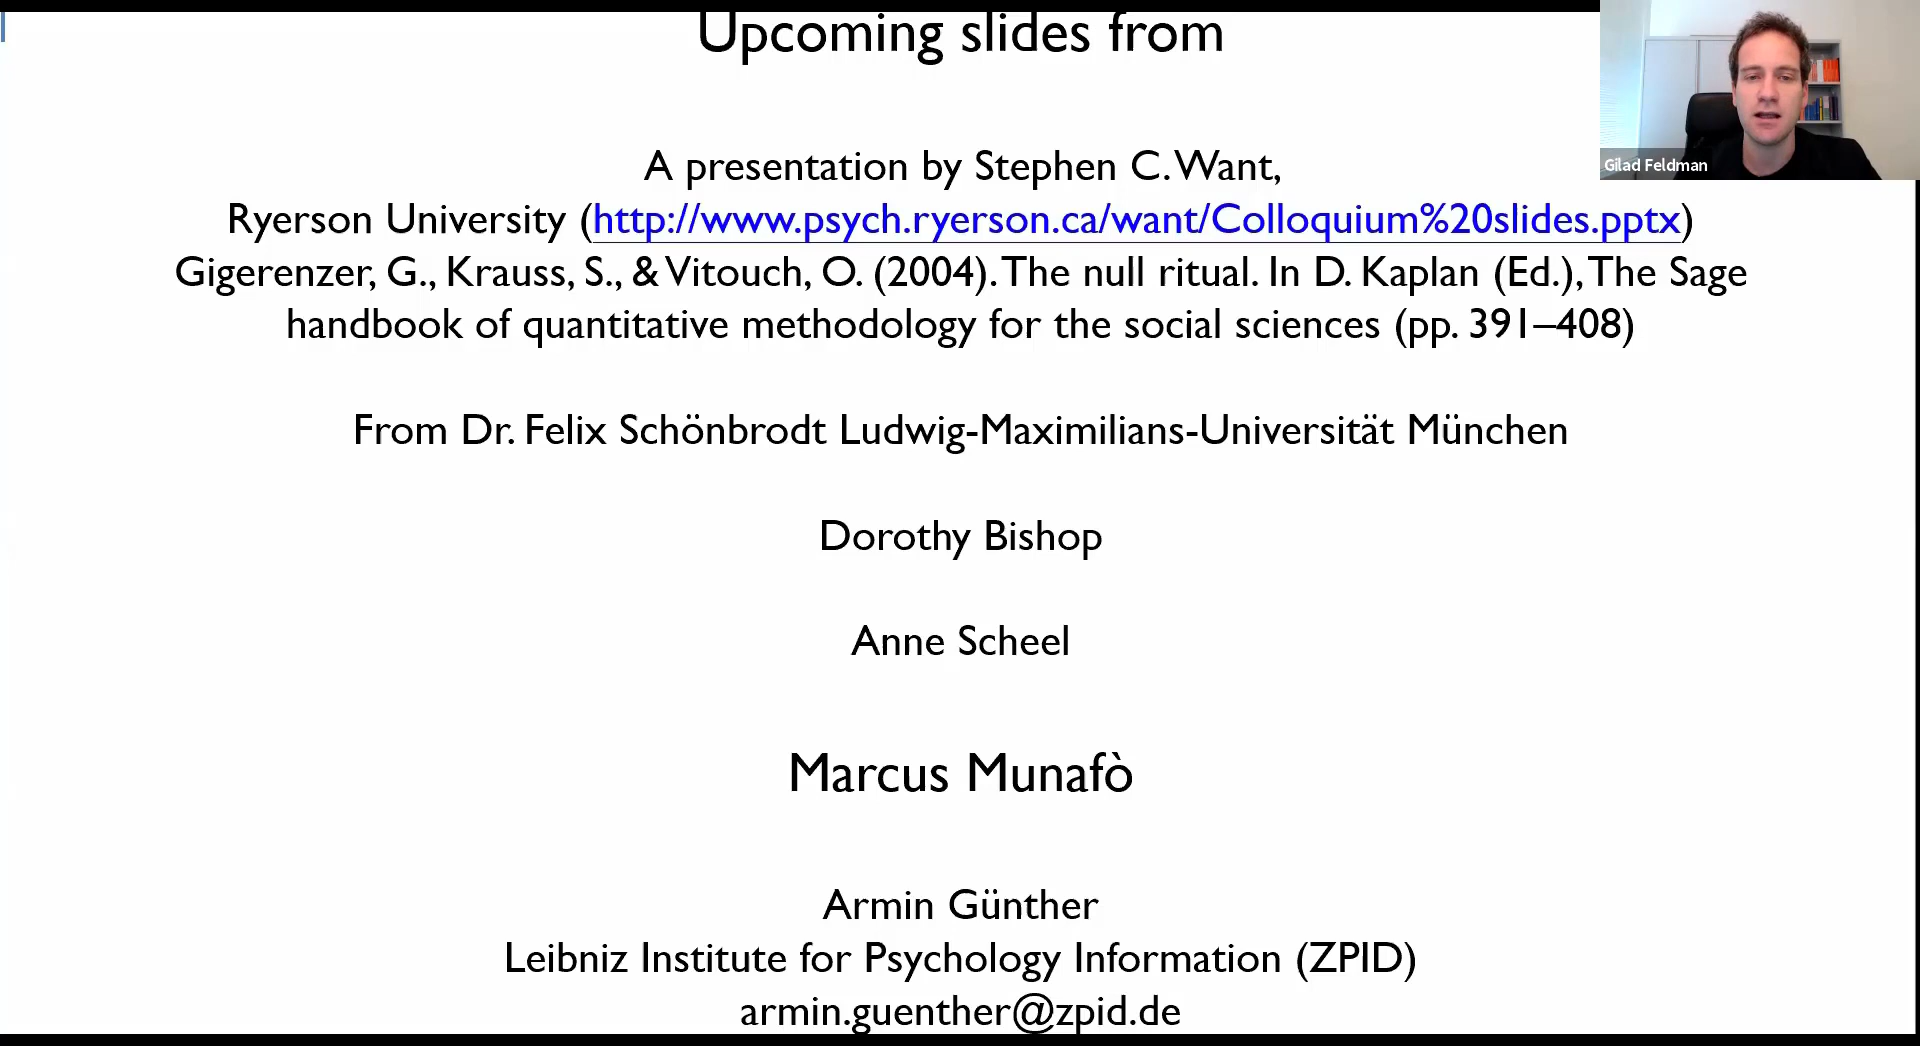 Upcoming slides from
A presentation by Stephen C. Want,
Ryerson University (http://www.psych.ryerson.ca/want/Colloquium%20slides.pptx)
Gigerenzer, G., Krauss, S., & Vitouch, O. (2004). The null ritual. In D. Kaplan (Ed.), The Sage
handbook of quantitative methodology for the social sciences (pp. 391–408)
From Dr. Felix Schönbrodt Ludwig-Maximilians-Universität München
Dorothy Bishop
Anne Scheel
Marcus Munafò
Armin Günther
Leibniz Institute for Psychology Information (ZPID)
armin.guenther@zpid.de
Gilad Feldman